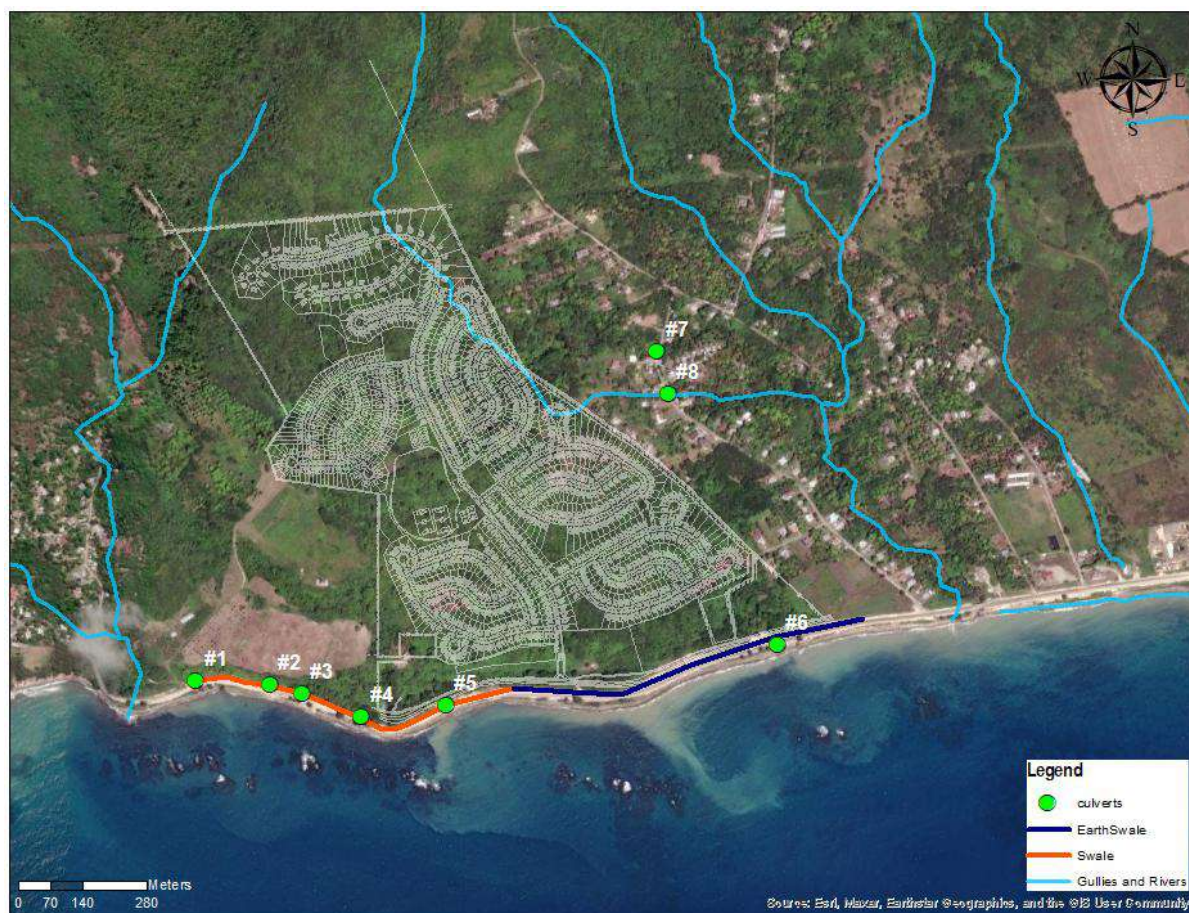 N
W E
S
#7
#8
#6
#1
#2
#3
#4
#5
Legend
culverts
EarthSwale
Swale
Gullies and Rivers
Meters
0 70 140 280
Source: Esri, Maxar, Earthstar Geographics, and the GIS User Community